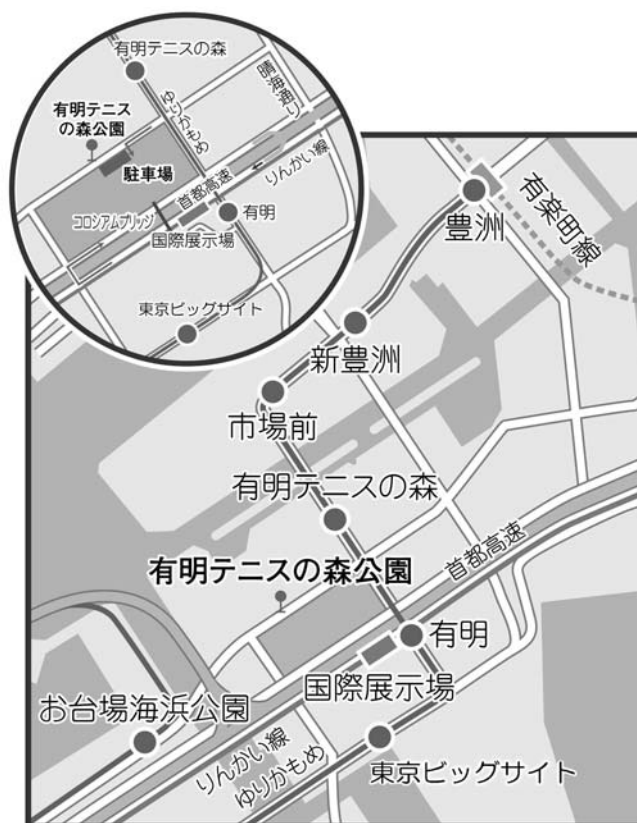 有明テニスの森
有明テニス
の森公園
ゆりかもめ
晴海通り
駐車場
首都高速
りんかい線
コロシアムブリッジ
有明
国際展示場
東京ビッグサイト
豊洲
有楽町線
新豊洲
市場前
有明テニスの森
有明テニスの森公園
首都高速
有明
国際展示場
お台場海浜公園
りんかい線
ゆりかもめ
東京ビッグサイト